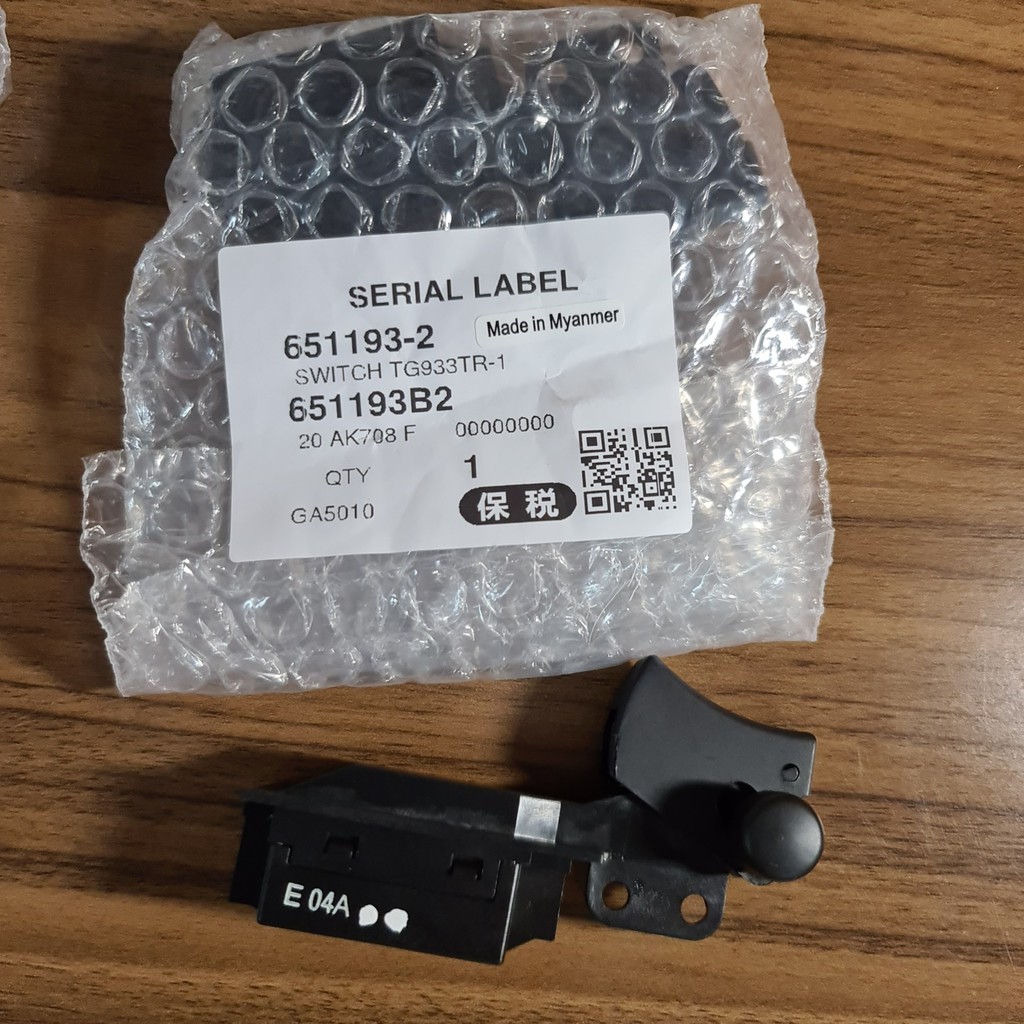 SERIAL LABEL
651193-2
Made in Myanmer
SWITCH TG933TR-1
651193B2
20 AK708 F 00000000
QTY 1
GA5010 保税
E 04A